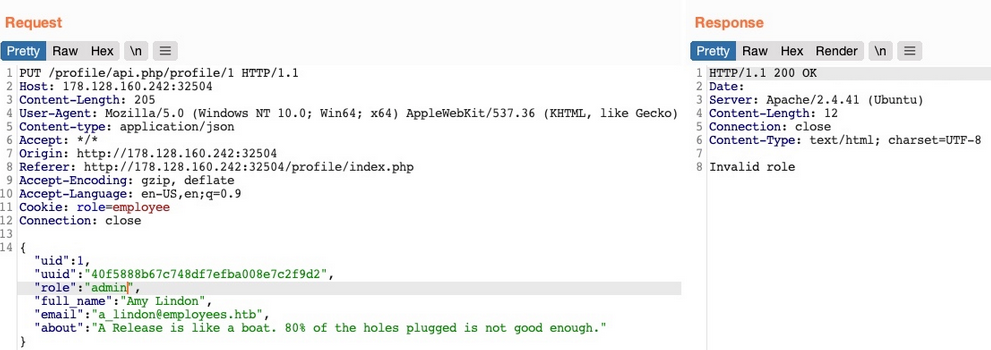 Request
Pretty Raw Hex \n
1 PUT /profile/api.php/profile/1 HTTP/1.1
2 Host: 178.128.160.242:32504
3 Content-Length: 205
4 User-Agent: Mozilla/5.0 (Windows NT 10.0; Win64; x64) AppleWebKit/537.36 (KHTML, like Gecko)
5 Content-type: application/json
6 Accept: */*
7 Origin: http://178.128.160.242:32504
8 Referer: http://178.128.160.242:32504/profile/index.php
9 Accept-Encoding: gzip, deflate
10 Accept-Language: en-US,en;q=0.9
11 Cookie: role=employee
12 Connection: close
13
14 {
"uid":1,
"uuid":"40f5888b67c748df7efba008e7c2f9d2",
"role":"admin",
"full_name":"Amy Lindon",
"email":"a_lindon@employees.htb",
"about":"A Release is like a boat. 80% of the holes plugged is not good enough."
}
Response
Pretty Raw Hex Render \n
1 HTTP/1.1 200 OK
2 Date:
3 Server: Apache/2.4.41 (Ubuntu)
4 Content-Length: 12
5 Connection: close
6 Content-Type: text/html; charset=UTF-8
7
8 Invalid role